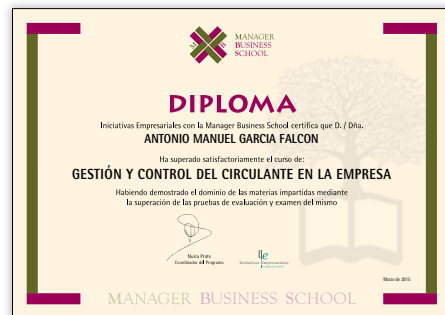 M B
MANAGER
BUSINESS
SCHOOL
DIPLOMA
Iniciativas Empresariales con la Manager Business School certifica que D. / Dña.
ANTONIO MANUEL GARCIA FALCON
Ha superado satisfactoriamente el curso de:
GESTIÓN Y CONTROL DEL CIRCULANTE EN LA EMPRESA
Habiendo demostrado el dominio de las materias impartidas mediante
la superación de las pruebas de evaluación y examen del mismo
Nuria Prats
Coordinador del Programa
Iniciativas Empresariales
Marzo de 2015
MANAGER BUSINESS SCHOOL